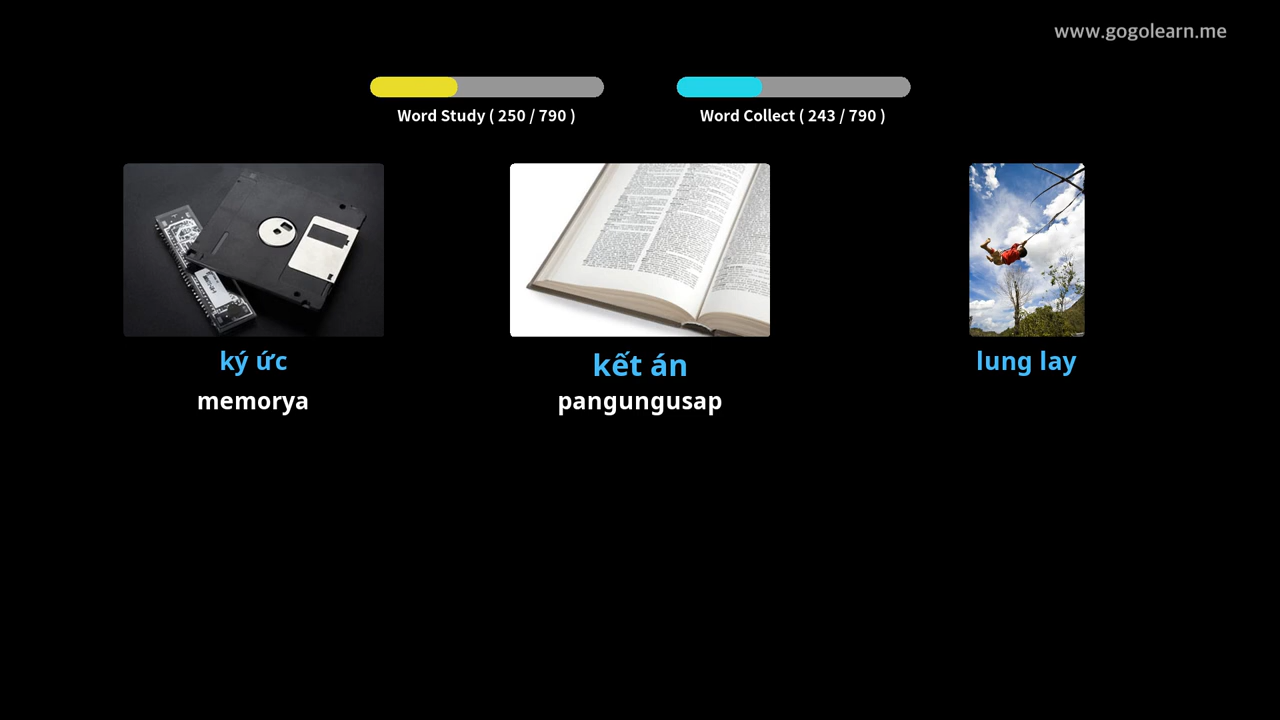 www.gogolearn.me
Word Study ( 250 / 790 )
Word Collect ( 243 / 790 )
ký ức
kết án
lung lay
memorya
pangungusap